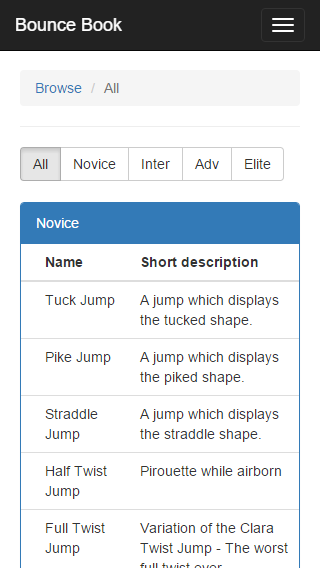 Bounce Book
Browse / All
All Novice Inter Adv Elite
Novice
Name Short description
Tuck Jump A jump which displays
the tucked shape.
Pike Jump A jump which displays
the piked shape.
Straddle A jump which displays
Jump the straddle shape.
Half Twist Pirouette while airborn
Jump
Full Twist Variation of the Clara
Jump Twist Jump - The worst
full twist ever